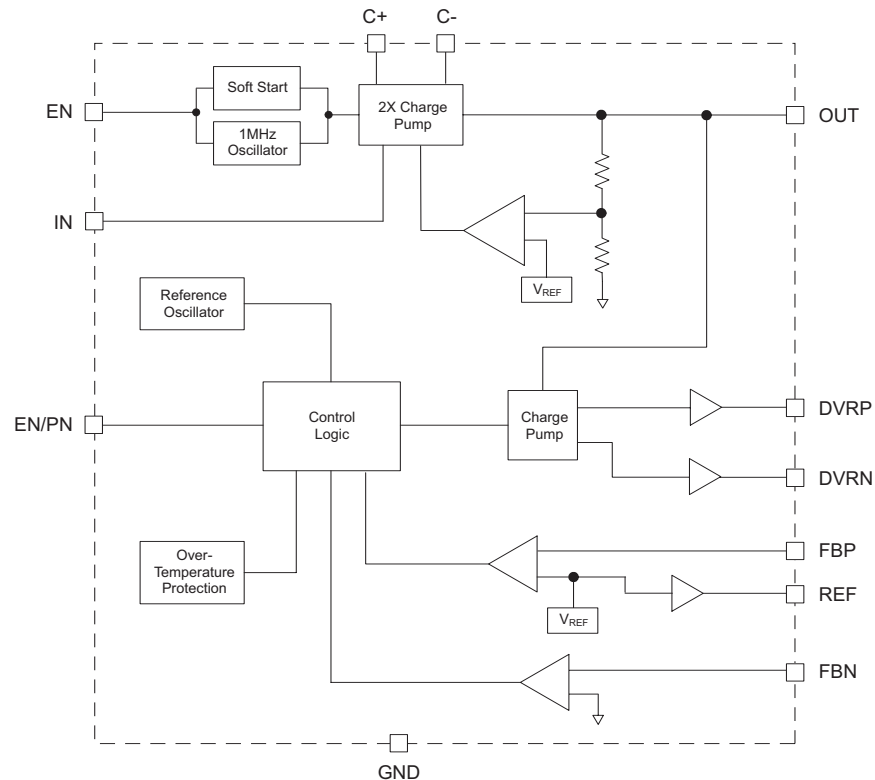 C+ C-
Soft Start
EN
2X Charge
Pump
OUT
1MHz
Oscillator
IN
VREF
Reference
Oscillator
EN/PN
Control
Logic
Charge
Pump
DVRP
DVRN
Over-
Temperature
Protection
FBP
REF
VREF
FBN
GND